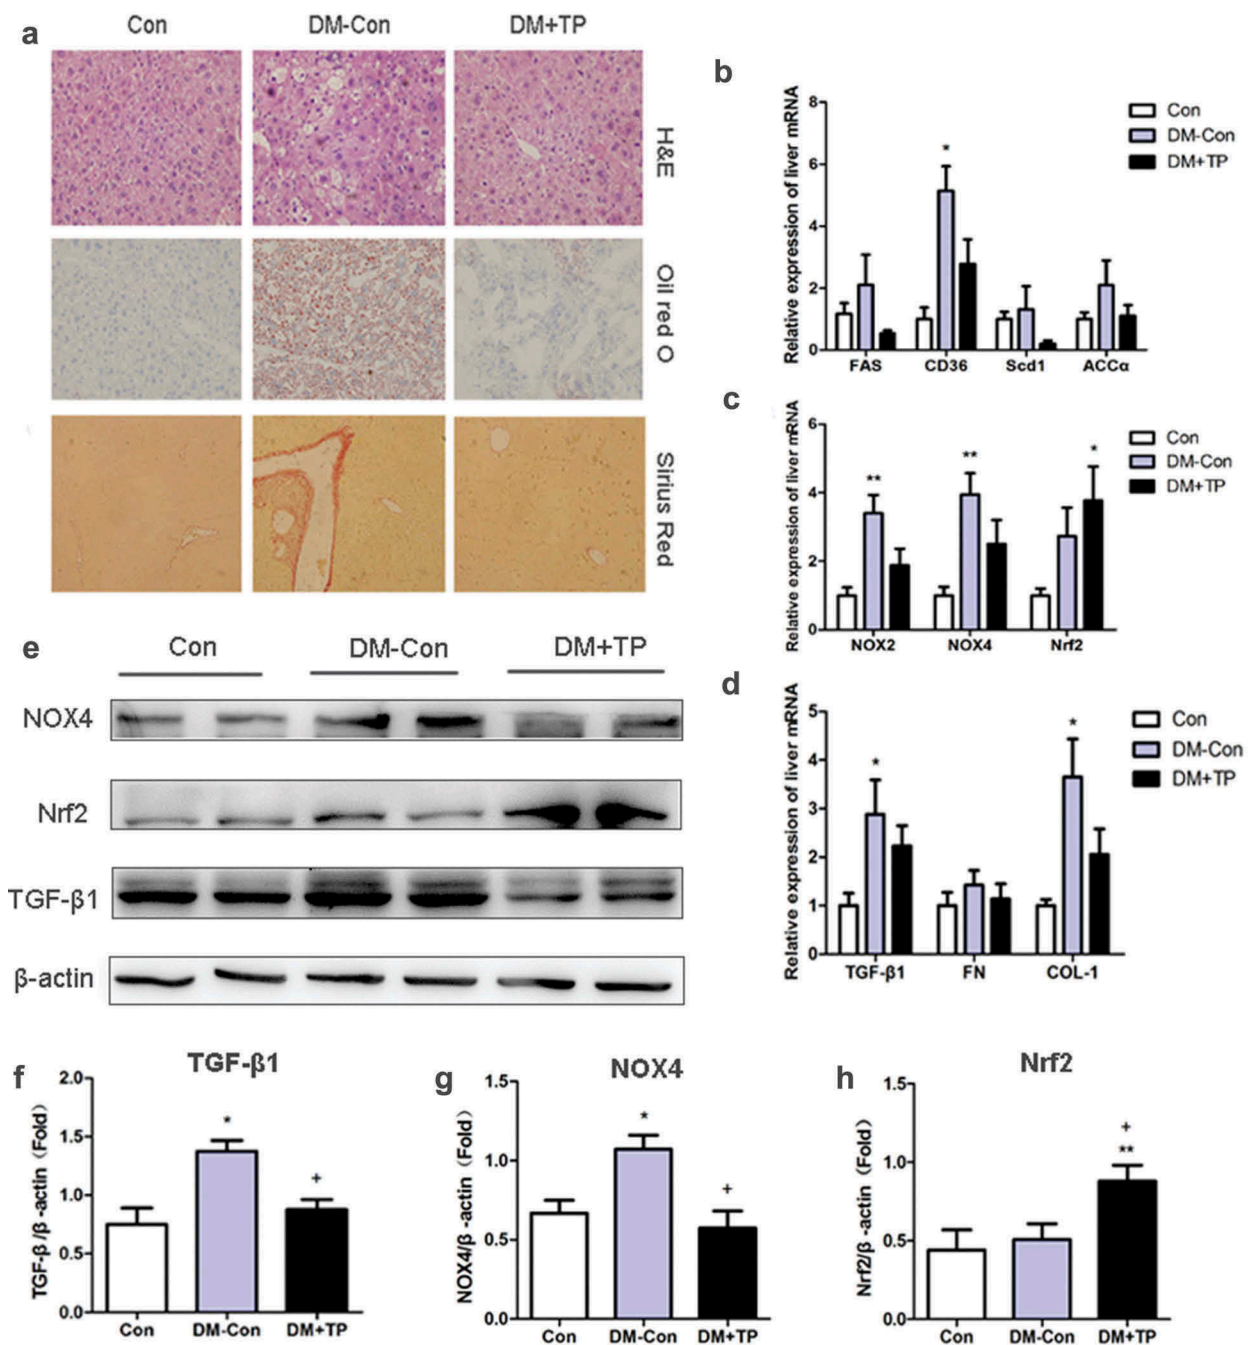 a
Con
DM-Con
DM+TP
H&E
Oil red O
Sirius Red
b
Relative expression of liver mRNA
8
6
4
2
0
FAS
CD36
Scd1
ACCα
*
Con
DM-Con
DM+TP
c
Relative expression of liver mRNA
6
4
2
0
NOX2
NOX4
Nrf2
**
**
*
Con
DM-Con
DM+TP
d
Relative expression of liver mRNA
5
4
3
2
1
0
TGF-β1
FN
COL-1
*
*
Con
DM-Con
DM+TP
e
Con
DM-Con
DM+TP
NOX4
Nrf2
TGF-β1
β-actin
f
TGF-β1
TGF-β/β-actin (Fold)
2.0
1.5
1.0
0.5
0.0
*
+
Con
DM-Con
DM+TP
g
NOX4
NOX4/β-actin (Fold)
1.5
1.0
0.5
0.0
*
+
Con
DM-Con
DM+TP
h
Nrf2
Nrf2/β-actin (Fold)
1.5
1.0
0.5
0.0
+
**
Con
DM-Con
DM+TP